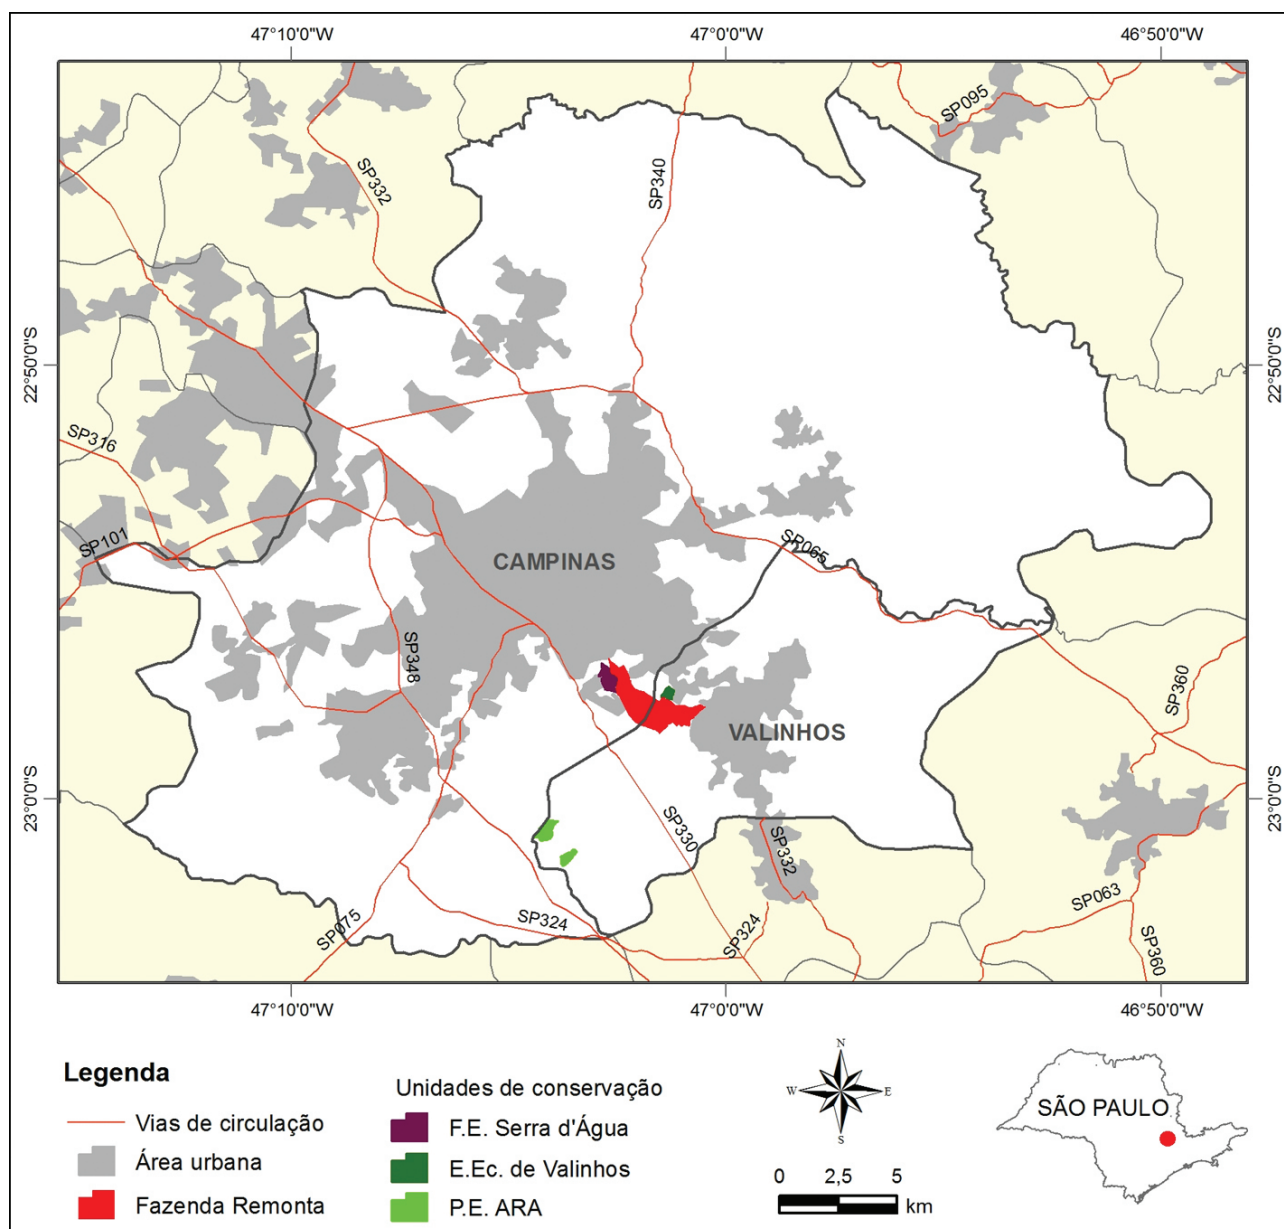 47°10'0"W 47°0'0"W 46°50'0"W
SP095
SP332
SP340
22°50'0"S 22°50'0"S
SP316
SP101
SP065
CAMPINAS
SP348
SP360
VALINHOS
23°0'0"S 23°0'0"S
SP330
SP332
SP063
SP075
SP324
SP324
SP360
47°10'0"W 47°0'0"W 46°50'0"W
Legenda
Vias de circulação
Área urbana
Fazenda Remonta
Unidades de conservação
F.E. Serra d'Água
E.Ec. de Valinhos
P.E. ARA
N
W E
S
0 2,5 5
km
SÃO PAULO